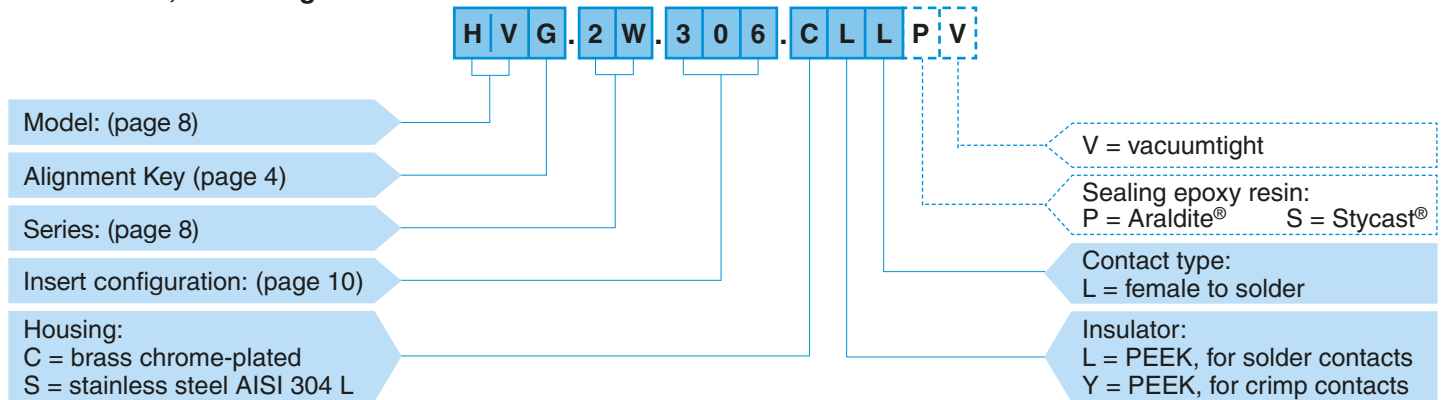 HVG.2W.306.CLLPV
Model: (page 8)
Alignment Key (page 4)
Series: (page 8)
Insert configuration: (page 10)
Housing:
C = brass chrome-plated
S = stainless steel AISI 304 L
V = vacuumtight
Sealing epoxy resin:
P = Araldite® S = Stycast®
Contact type:
L = female to solder
Insulator:
L = PEEK, for solder contacts
Y = PEEK, for crimp contacts